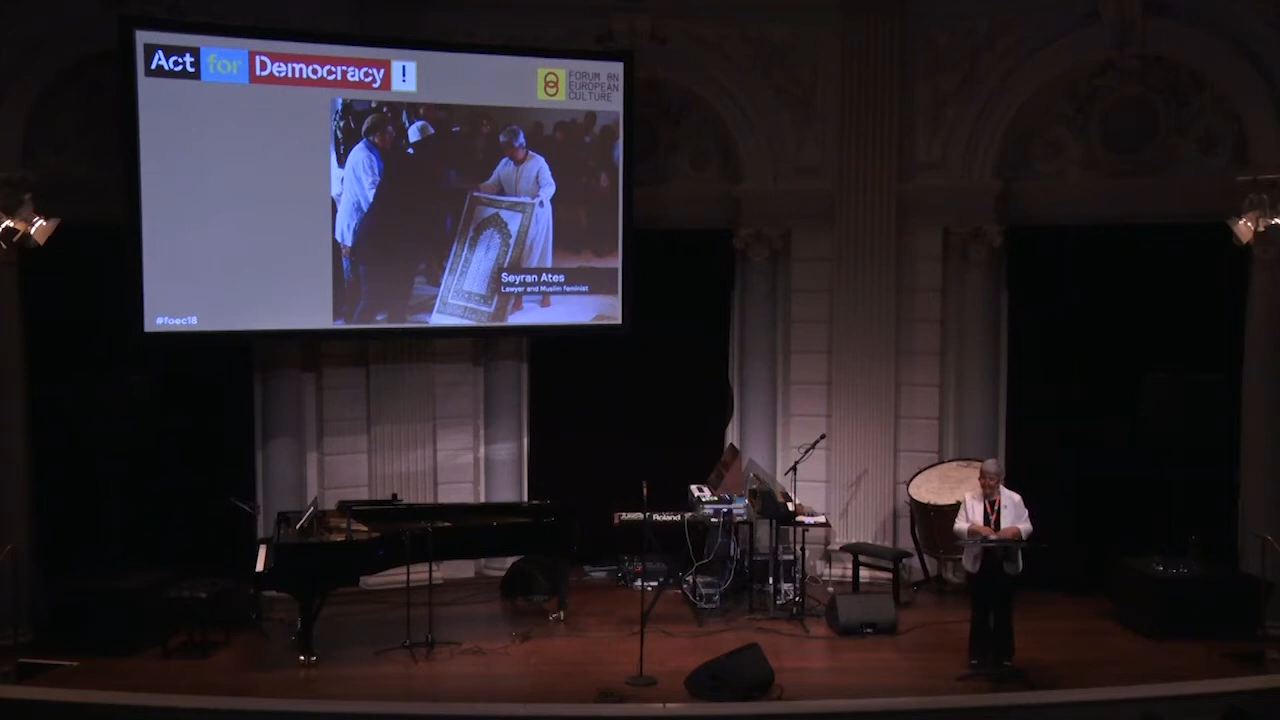 Act for Democracy !
FORUM ON
EUROPEAN
CULTURE
Seyran Ates
Lawyer and Muslim feminist
#foec18
Roland